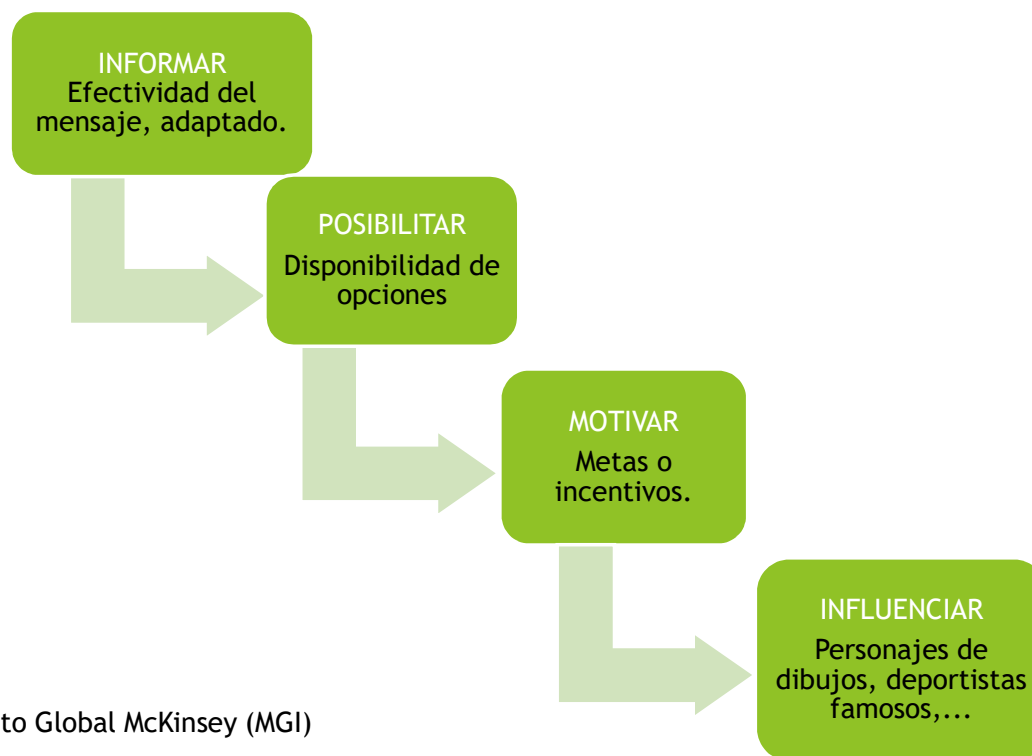 INFORMAR
Efectividad del
mensaje, adaptado.
POSIBILITAR
Disponibilidad de
opciones
MOTIVAR
Metas o
incentivos.
INFLUENCIAR
Personajes de
dibujos, deportistas
famosos,...
to Global McKinsey (MGI)